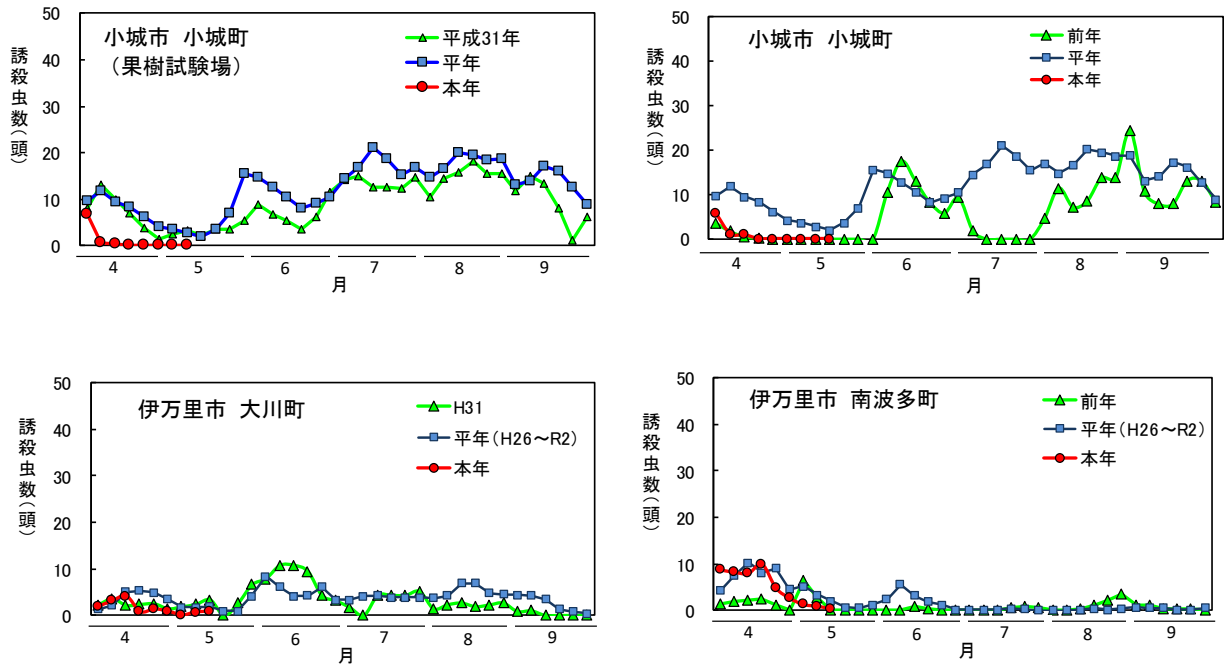 小城市 小城町
(果樹試験場)
平成31年
平年
本年
誘殺虫数(頭)
50
40
30
20
10
0
4 5 6 7 8 9
月
小城市 小城町
前年
平年
本年
誘殺虫数(頭)
50
40
30
20
10
0
4 5 6 7 8 9
月
伊万里市 大川町
H31
平年(H26~R2)
本年
誘殺虫数(頭)
50
40
30
20
10
0
4 5 6 7 8 9
月
伊万里市 南波多町
前年
平年(H26~R2)
本年
誘殺虫数(頭)
50
40
30
20
10
0
4 5 6 7 8 9
月